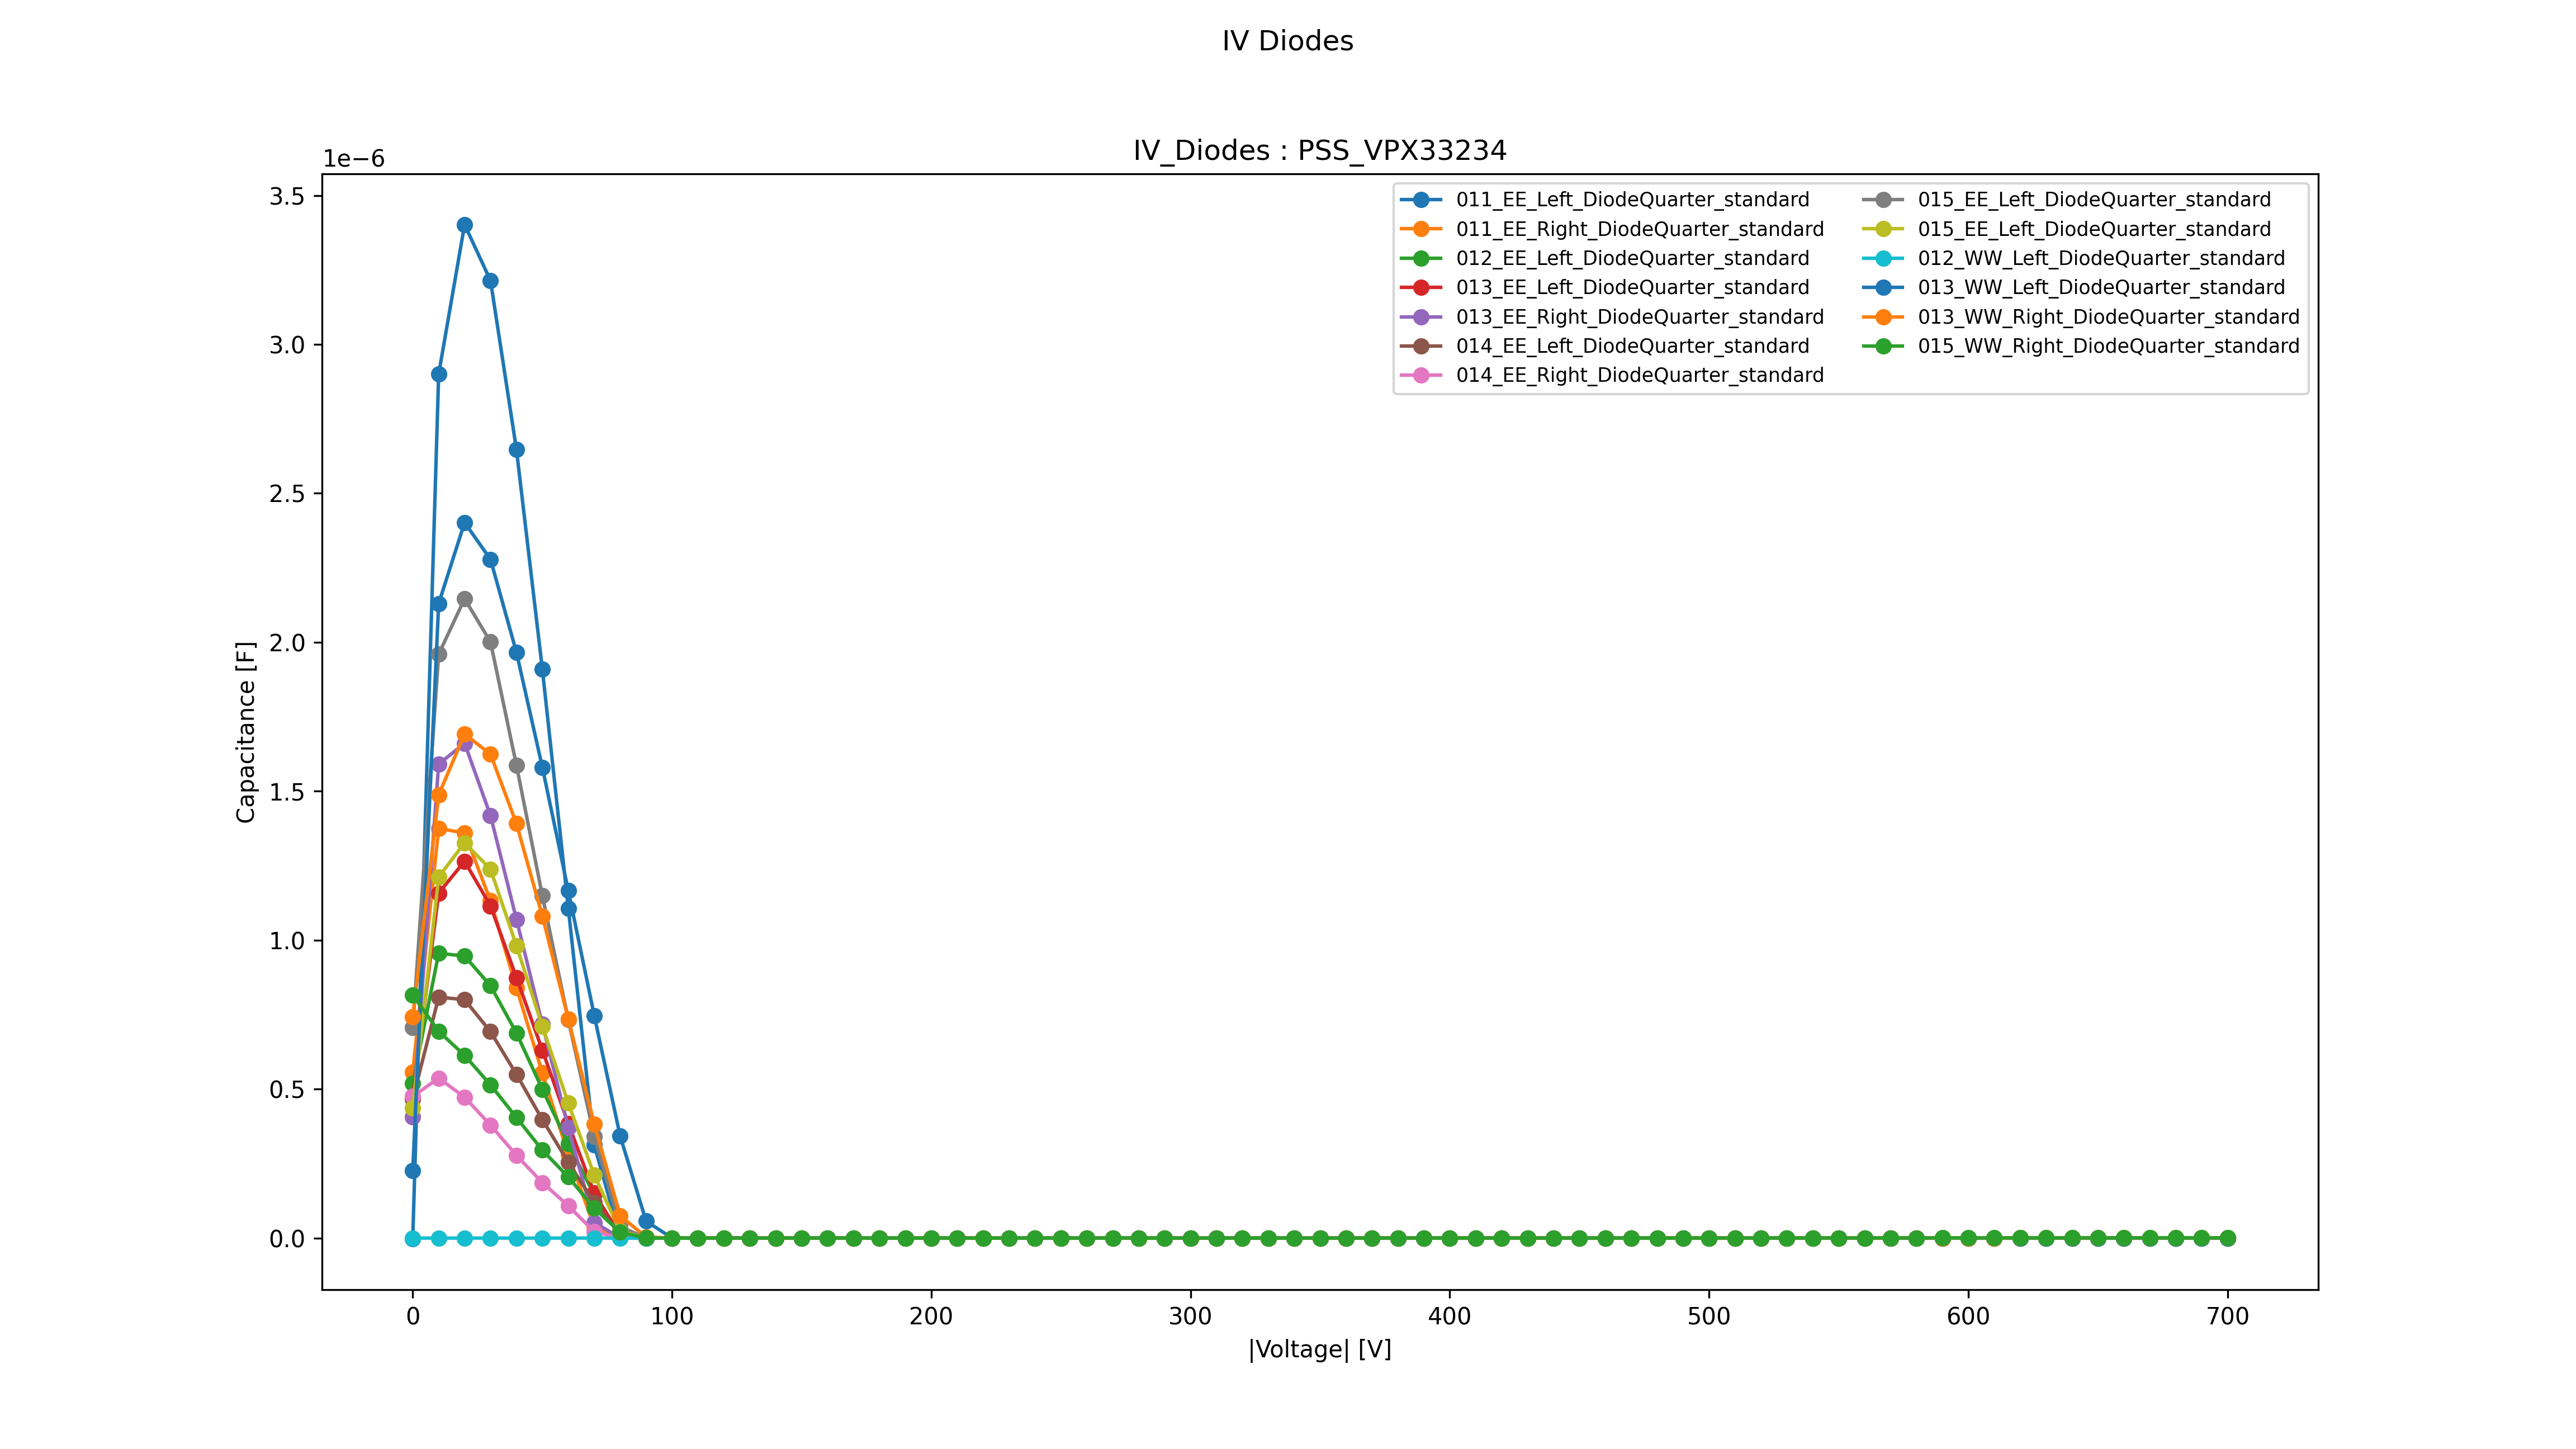 IV Diodes
IV_Diodes : PSS_VPX33234
1e−6
3.5
3.0
2.5
2.0
1.5
1.0
0.5
0.0
Capacitance [F]
011_EE_Left_DiodeQuarter_standard
011_EE_Right_DiodeQuarter_standard
012_EE_Left_DiodeQuarter_standard
013_EE_Left_DiodeQuarter_standard
013_EE_Right_DiodeQuarter_standard
014_EE_Left_DiodeQuarter_standard
014_EE_Right_DiodeQuarter_standard
015_EE_Left_DiodeQuarter_standard
015_EE_Left_DiodeQuarter_standard
012_WW_Left_DiodeQuarter_standard
013_WW_Left_DiodeQuarter_standard
013_WW_Right_DiodeQuarter_standard
015_WW_Right_DiodeQuarter_standard
0 100 200 300 400 500 600 700
|Voltage| [V]